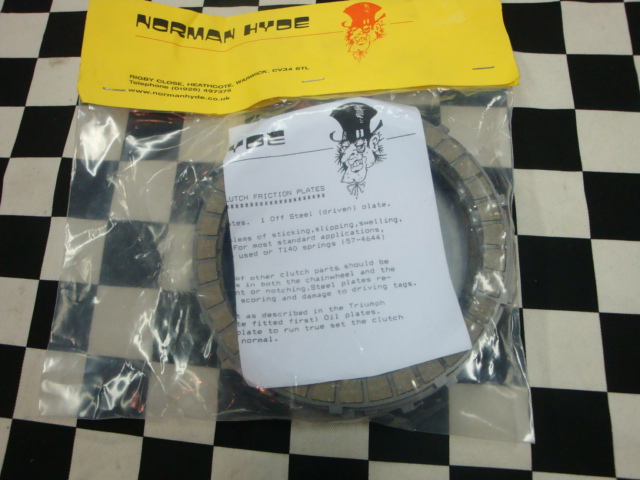 NORMAN HYDE
RIGBY CLOSE, HEATHCOTE, WARWICK, CV34 6TL
Telephone (01926) 497375
www.normanhyde.co.uk
HYDE
CLUTCH FRICTION PLATES
tes. 1 Off Steel (driven) plate.
lems of sticking,slipping,swelling,
For most standard applications,
used or T140 springs (57-4644)
of other clutch parts should be
e in both the chainwheel and the
nt or notching.Steel plates re-
scoring and damage to driving tags.
t as described in the Triumph
te fitted first) Oil plates.
plate to run true set the clutch
normal.